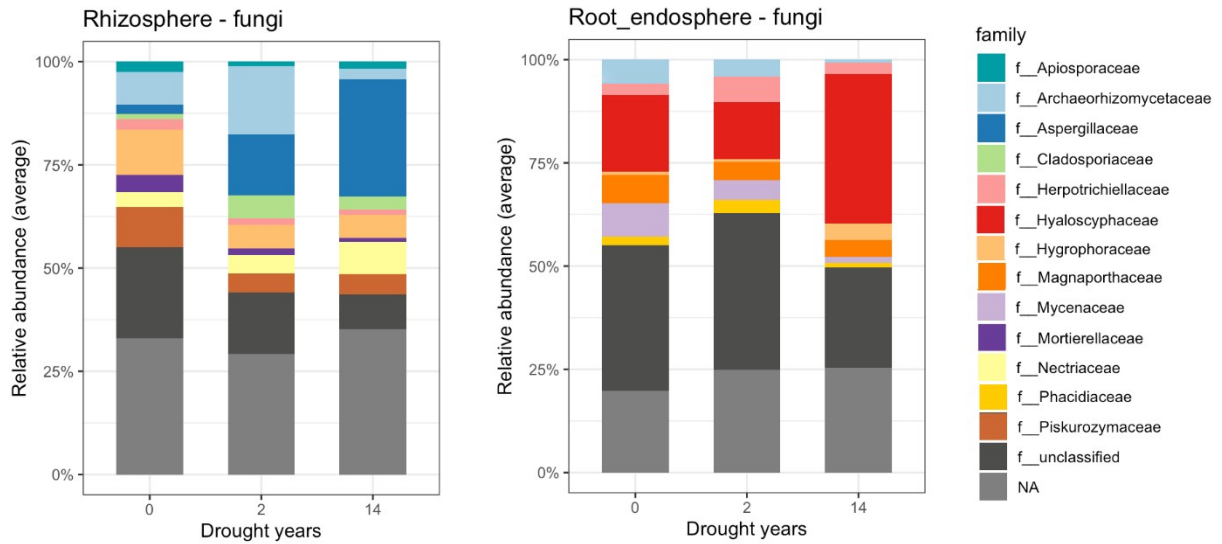 Rhizosphere - fungi
Relative abundance (average)
100%
75%
50%
25%
0%
0 2 14
Drought years
Root_endosphere - fungi
Relative abundance (average)
100%
75%
50%
25%
0%
0 2 14
Drought years
family
f__Apiosporaceae
f__Archaeorhizomycetaceae
f__Aspergillaceae
f__Cladosporiaceae
f__Herpotrichiellaceae
f__Hyaloscyphaceae
f__Hygrophoraceae
f__Magnaporthaceae
f__Mycenaceae
f__Mortierellaceae
f__Nectriaceae
f__Phacidiaceae
f__Piskurozymaceae
f__unclassified
NA